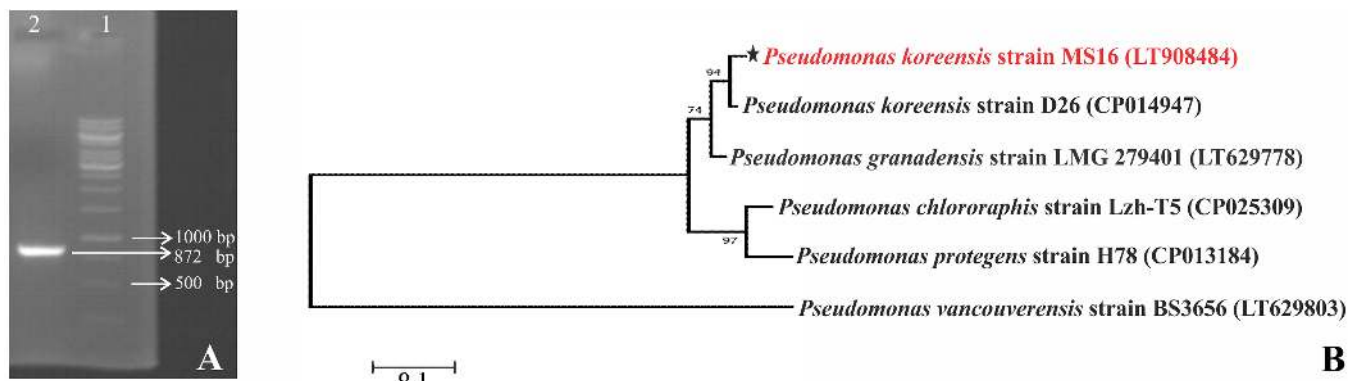 2 1
1000 bp
872 bp
500 bp
A
★ Pseudomonas koreensis strain MS16 (LT908484)
94
Pseudomonas koreensis strain D26 (CP014947)
74
Pseudomonas granadensis strain LMG 279401 (LT629778)
Pseudomonas chlororaphis strain Lzh-T5 (CP025309)
97
Pseudomonas protegens strain H78 (CP013184)
Pseudomonas vancouverensis strain BS3656 (LT629803)
0.1
B